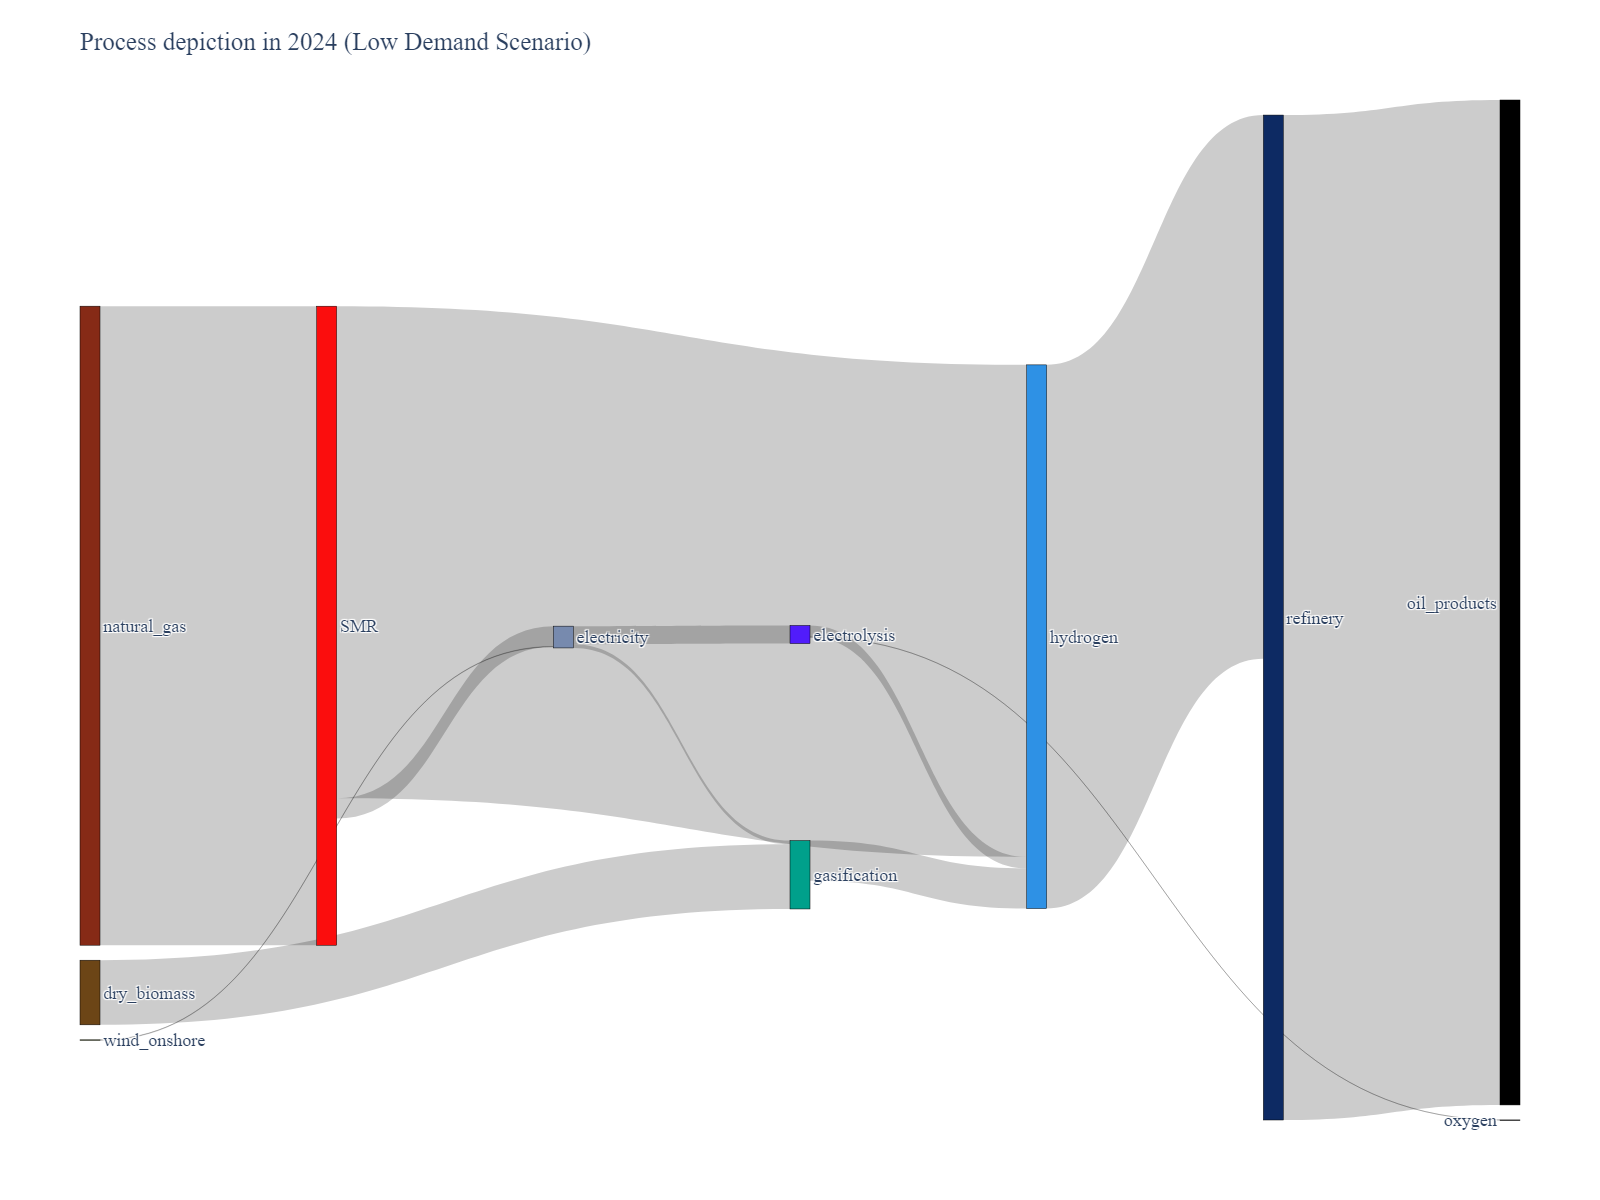 Process depiction in 2024 (Low Demand Scenario)
natural_gas
SMR
electricity
electrolysis
hydrogen
refinery
oil_products
gasification
dry_biomass
wind_onshore
oxygen